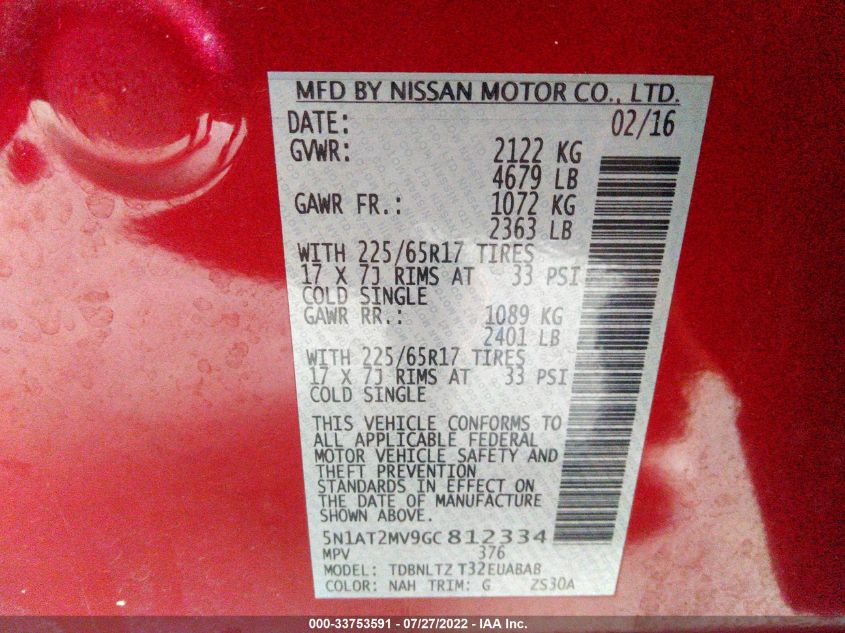 MFD BY NISSAN MOTOR CO., LTD.
DATE: 02/16
GVWR: 2122 KG
4679 LB
GAWR FR.: 1072 KG
2363 LB
WITH 225/65R17 TIRES
17 X 7J RIMS AT 33 PSI
COLD SINGLE
GAWR RR.: 1089 KG
2401 LB
WITH 225/65R17 TIRES
17 X 7J RIMS AT 33 PSI
COLD SINGLE
THIS VEHICLE CONFORMS TO
ALL APPLICABLE FEDERAL
MOTOR VEHICLE SAFETY AND
THEFT PREVENTION
STANDARDS IN EFFECT ON
THE DATE OF MANUFACTURE
SHOWN ABOVE.
5N1AT2MV9GC812334
MPV 376
MODEL: TDBNLTZ T32EUABAB
COLOR: NAH TRIM: G ZS30A
000-33753591 - 07/27/2022 - IAA Inc.